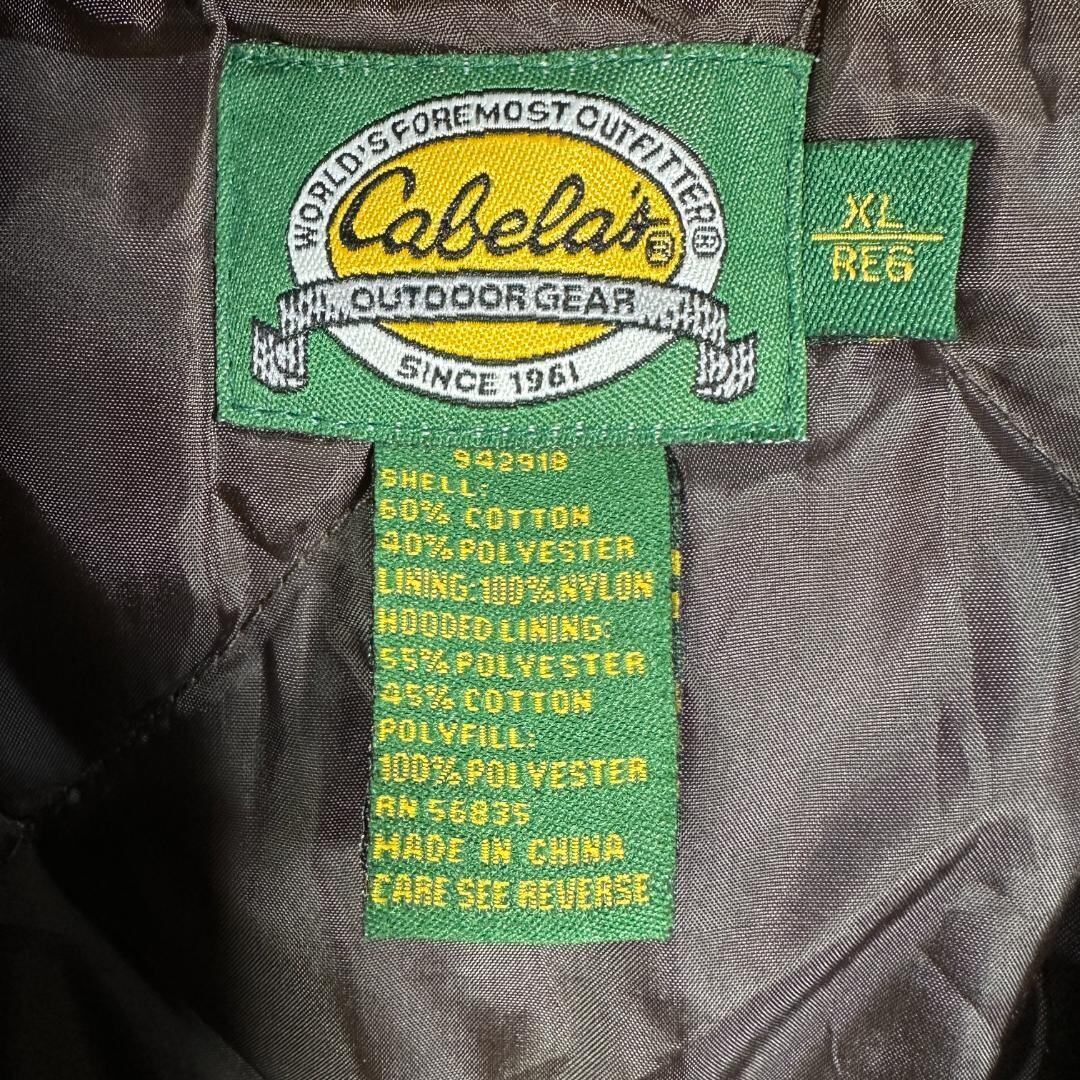 WORLD'S FOREMOST OUTFITTER®
Cabela's®
OUTDOOR GEAR
SINCE 1961
XL
REG
942918
SHELL:
60% COTTON
40% POLYESTER
LINING: 100% NYLON
HOODED LINING:
55% POLYESTER
45% COTTON
POLYFILL:
100% POLYESTER
RN 56835
MADE IN CHINA
CARE SEE REVERSE